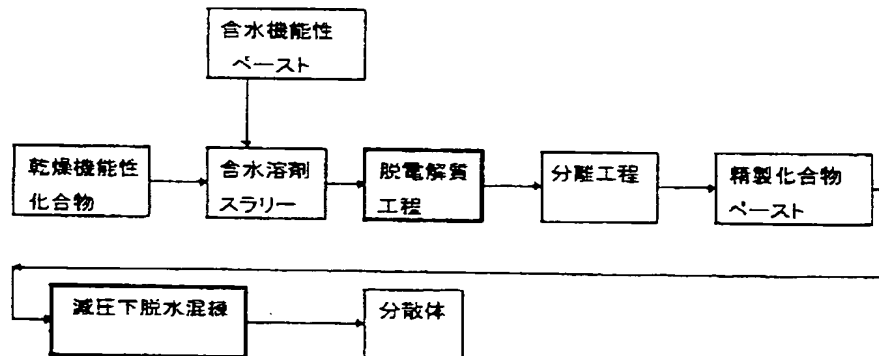 含水機能性
ペースト
乾燥機能性
化合物
含水溶剤
スラリー
脱電解質
工程
分離工程
精製化合物
ペースト
減圧下脱水混練
分散体